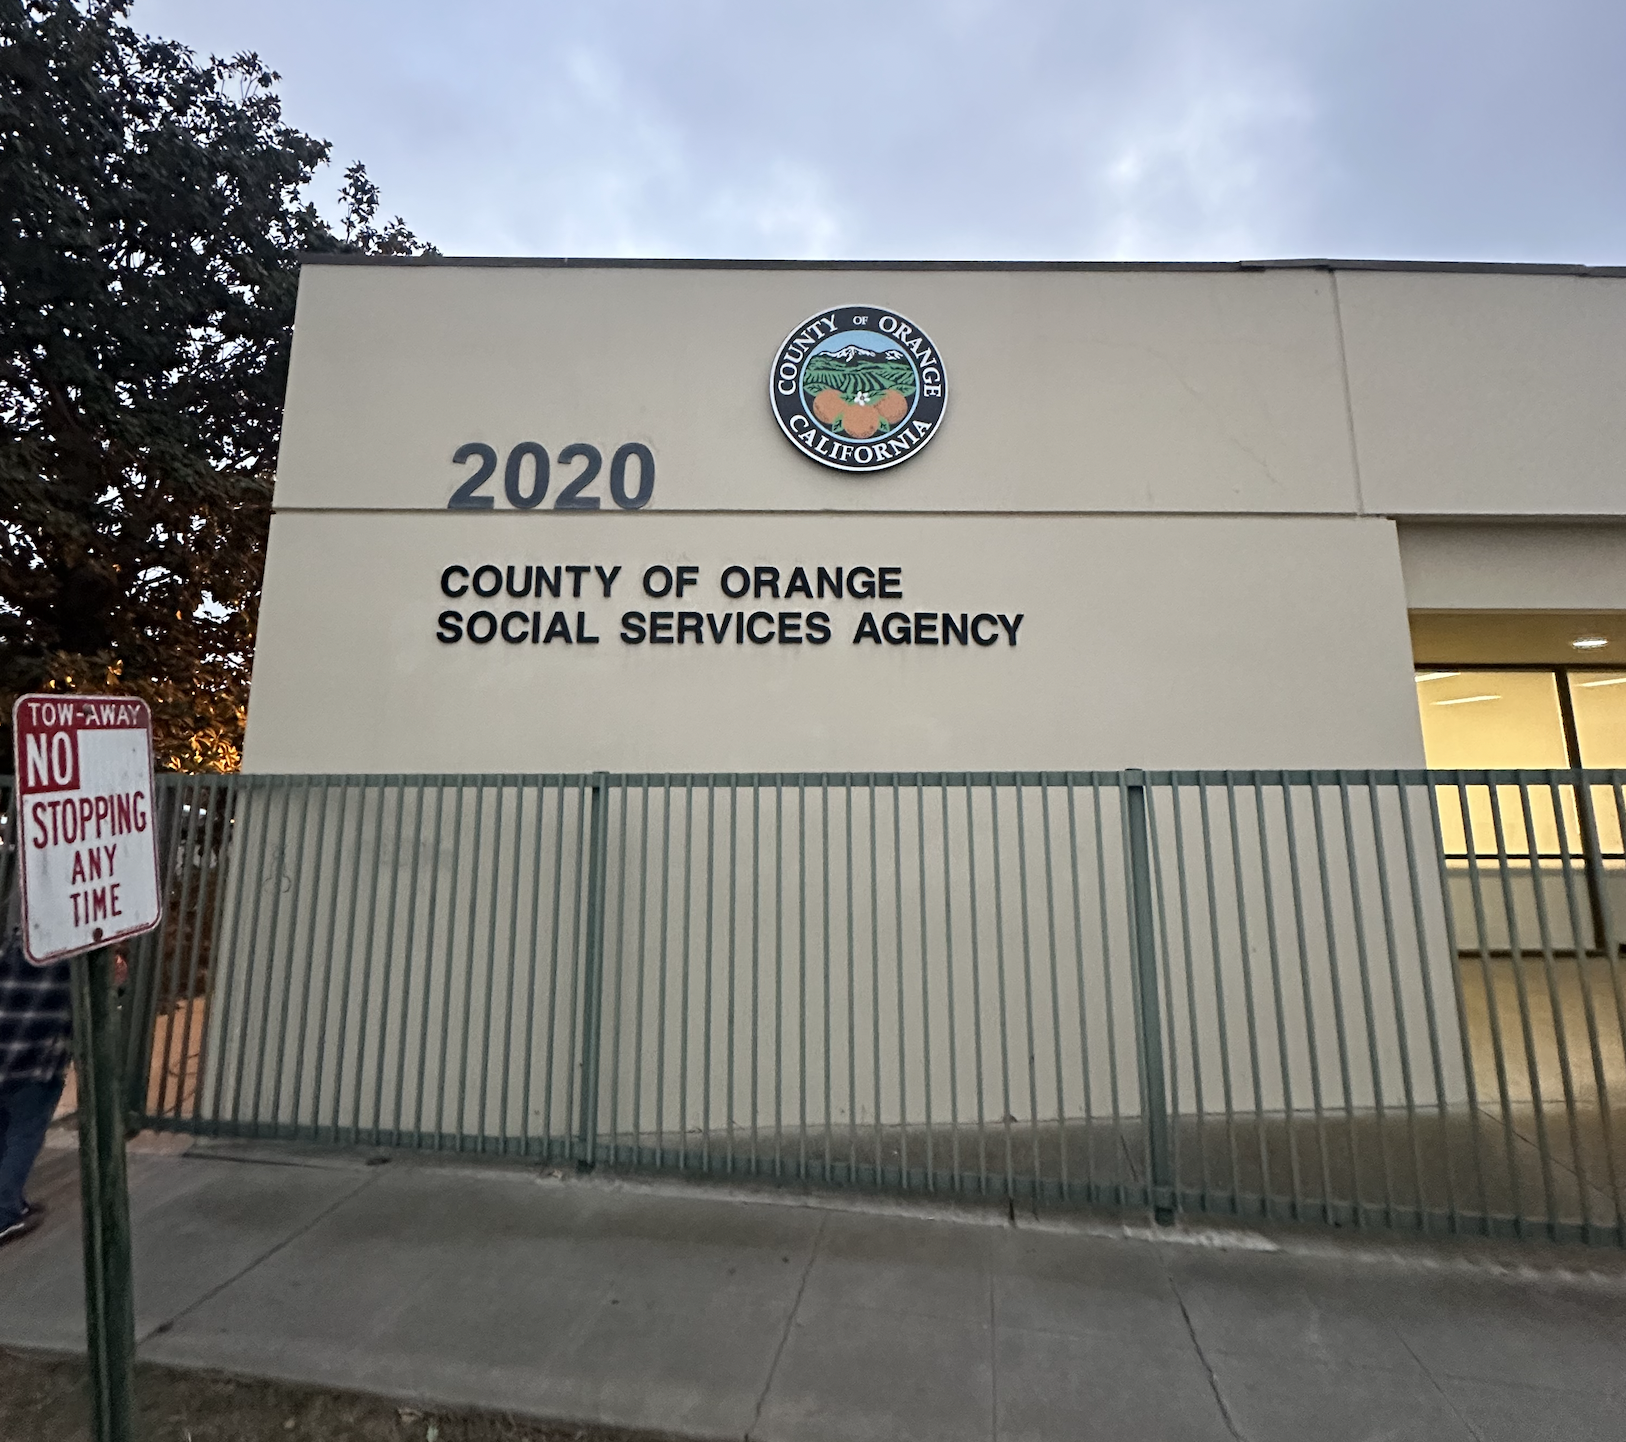 COUNTY OF ORANGE
CALIFORNIA
2020
COUNTY OF ORANGE
SOCIAL SERVICES AGENCY
TOW-AWAY
NO
STOPPING
ANY
TIME